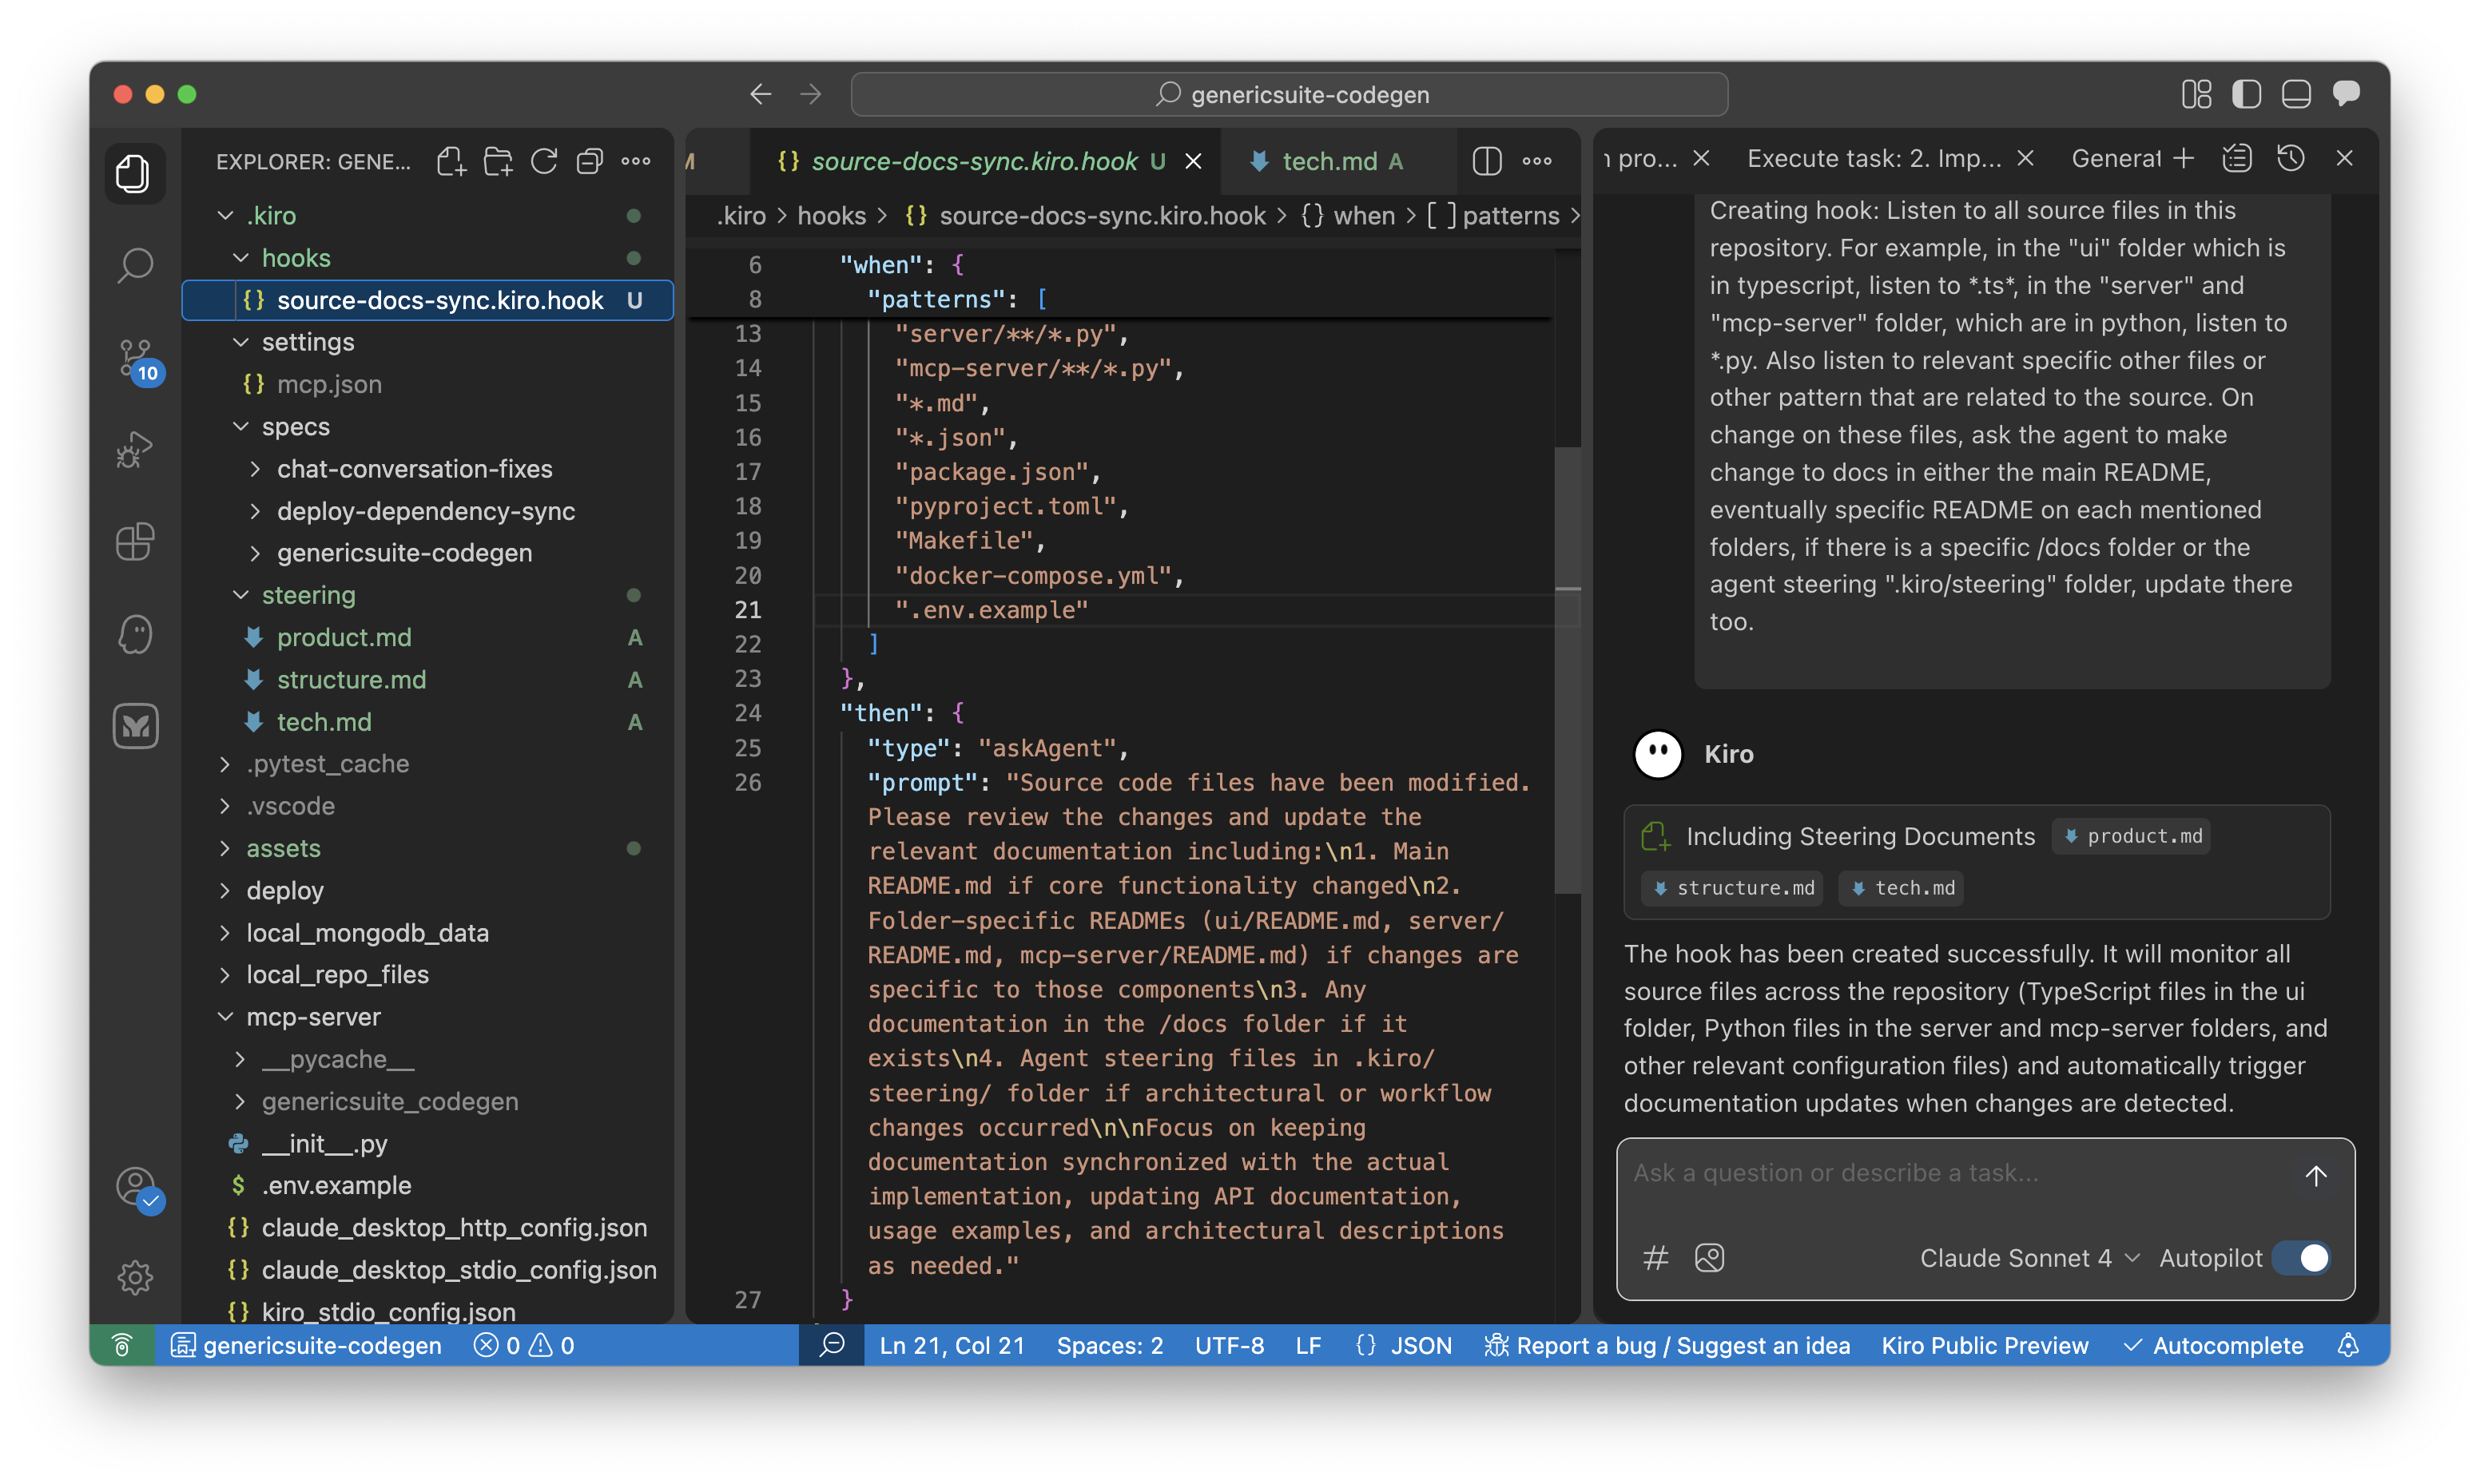 genericsuite-codegen
EXPLORER: GENE...
.kiro
hooks
source-docs-sync.kiro.hook U
settings
mcp.json
specs
chat-conversation-fixes
deploy-dependency-sync
genericsuite-codegen
steering
product.md A
structure.md A
tech.md A
.pytest_cache
.vscode
assets
deploy
local_mongodb_data
local_repo_files
mcp-server
__pycache__
genericsuite_codegen
__init__.py
.env.example
claude_desktop_http_config.json
claude_desktop_stdio_config.json
kiro_stdio_config.json
10
M {} source-docs-sync.kiro.hook U tech.md A
.kiro > hooks > {} source-docs-sync.kiro.hook > {} when > [ ] patterns >
6 "when": {
8 "patterns": [
13 "server/**/*.py",
14 "mcp-server/**/*.py",
15 "*.md",
16 "*.json",
17 "package.json",
18 "pyproject.toml",
19 "Makefile",
20 "docker-compose.yml",
21 ".env.example"
22 ]
23 },
24 "then": {
25 "type": "askAgent",
26 "prompt": "Source code files have been modified.
Please review the changes and update the
relevant documentation including:\n1. Main
README.md if core functionality changed\n2.
Folder-specific READMEs (ui/README.md, server/
README.md, mcp-server/README.md) if changes are
specific to those components\n3. Any
documentation in the /docs folder if it
exists\n4. Agent steering files in .kiro/
steering/ folder if architectural or workflow
changes occurred\n\nFocus on keeping
documentation synchronized with the actual
implementation, updating API documentation,
usage examples, and architectural descriptions
as needed."
27 }
pro... Execute task: 2. Imp... Generat
Creating hook: Listen to all source files in this
repository. For example, in the "ui" folder which is
in typescript, listen to *.ts*, in the "server" and
"mcp-server" folder, which are in python, listen to
*.py. Also listen to relevant specific other files or
other pattern that are related to the source. On
change on these files, ask the agent to make
change to docs in either the main README,
eventually specific README on each mentioned
folders, if there is a specific /docs folder or the
agent steering ".kiro/steering" folder, update there
too.
Kiro
Including Steering Documents product.md
structure.md tech.md
The hook has been created successfully. It will monitor all
source files across the repository (TypeScript files in the ui
folder, Python files in the server and mcp-server folders, and
other relevant configuration files) and automatically trigger
documentation updates when changes are detected.
Ask a question or describe a task...
# Claude Sonnet 4 Autopilot
genericsuite-codegen 0 0 Ln 21, Col 21 Spaces: 2 UTF-8 LF {} JSON Report a bug / Suggest an idea Kiro Public Preview Autocomplete